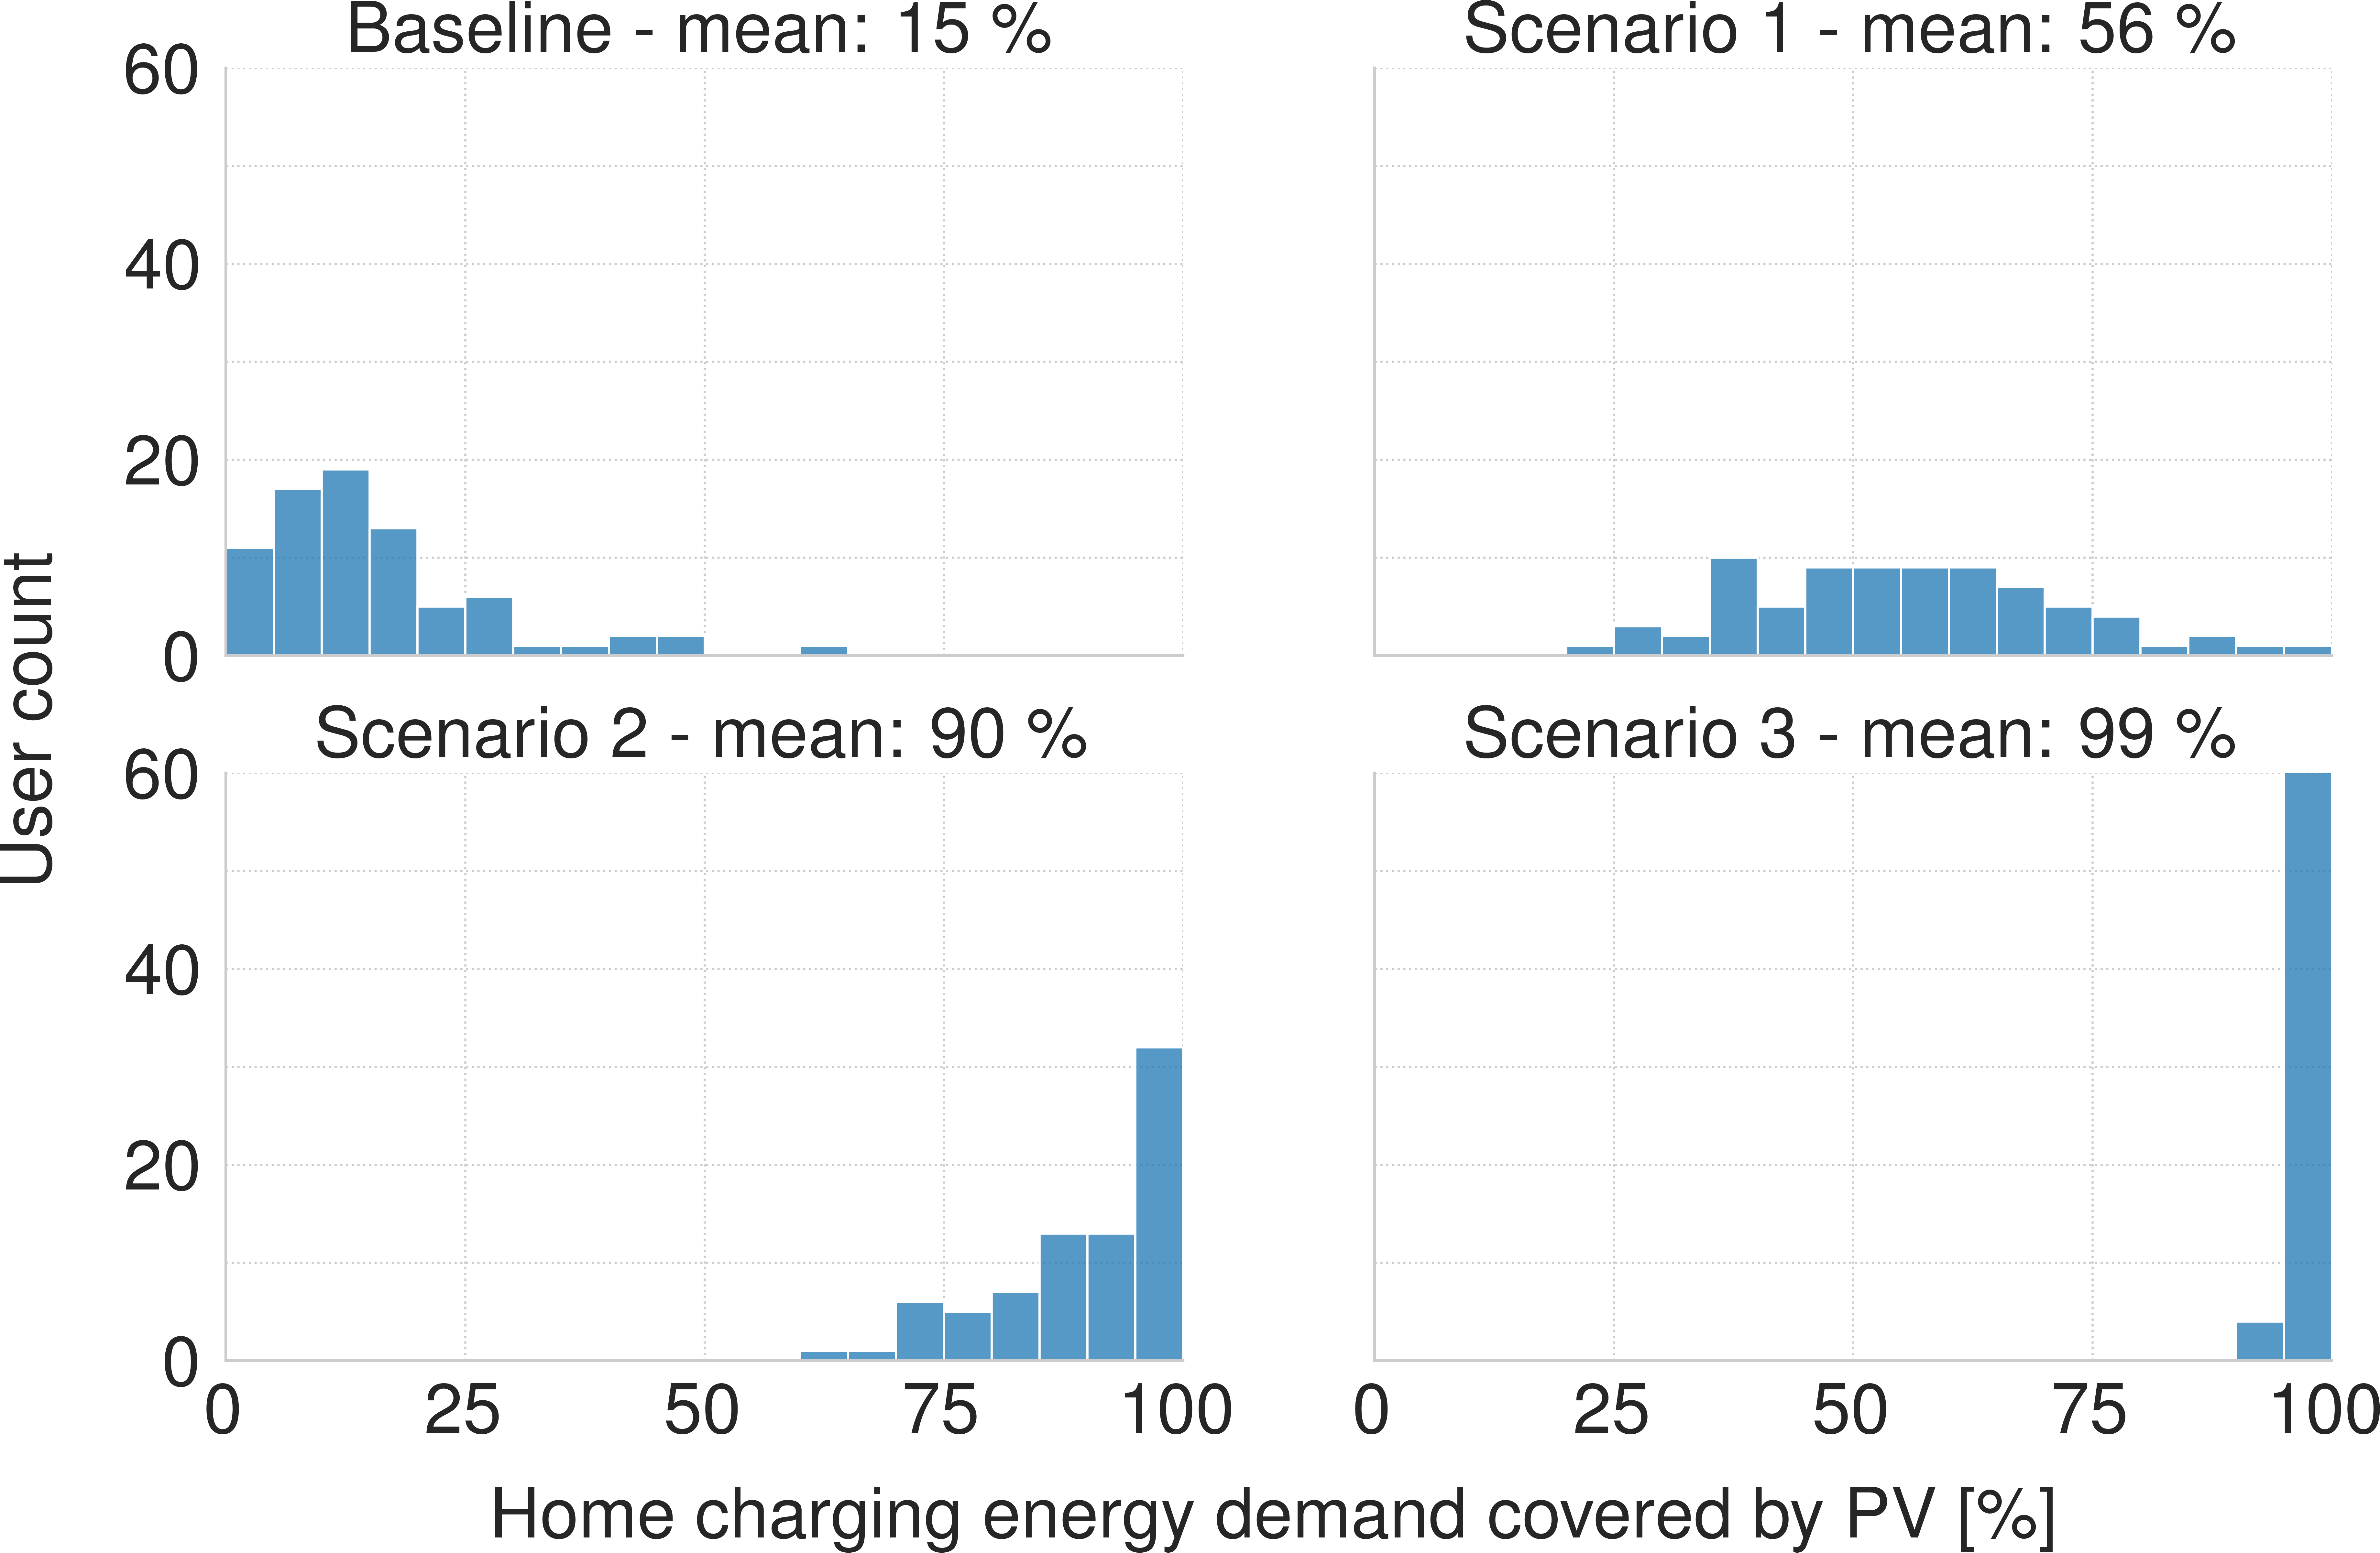 Baseline - mean: 15 %
Scenario 1 - mean: 56 %
60
40
20
0
User count
Scenario 2 - mean: 90 %
Scenario 3 - mean: 99 %
60
40
20
0
0 25 50 75 100
0 25 50 75 100
Home charging energy demand covered by PV [%]